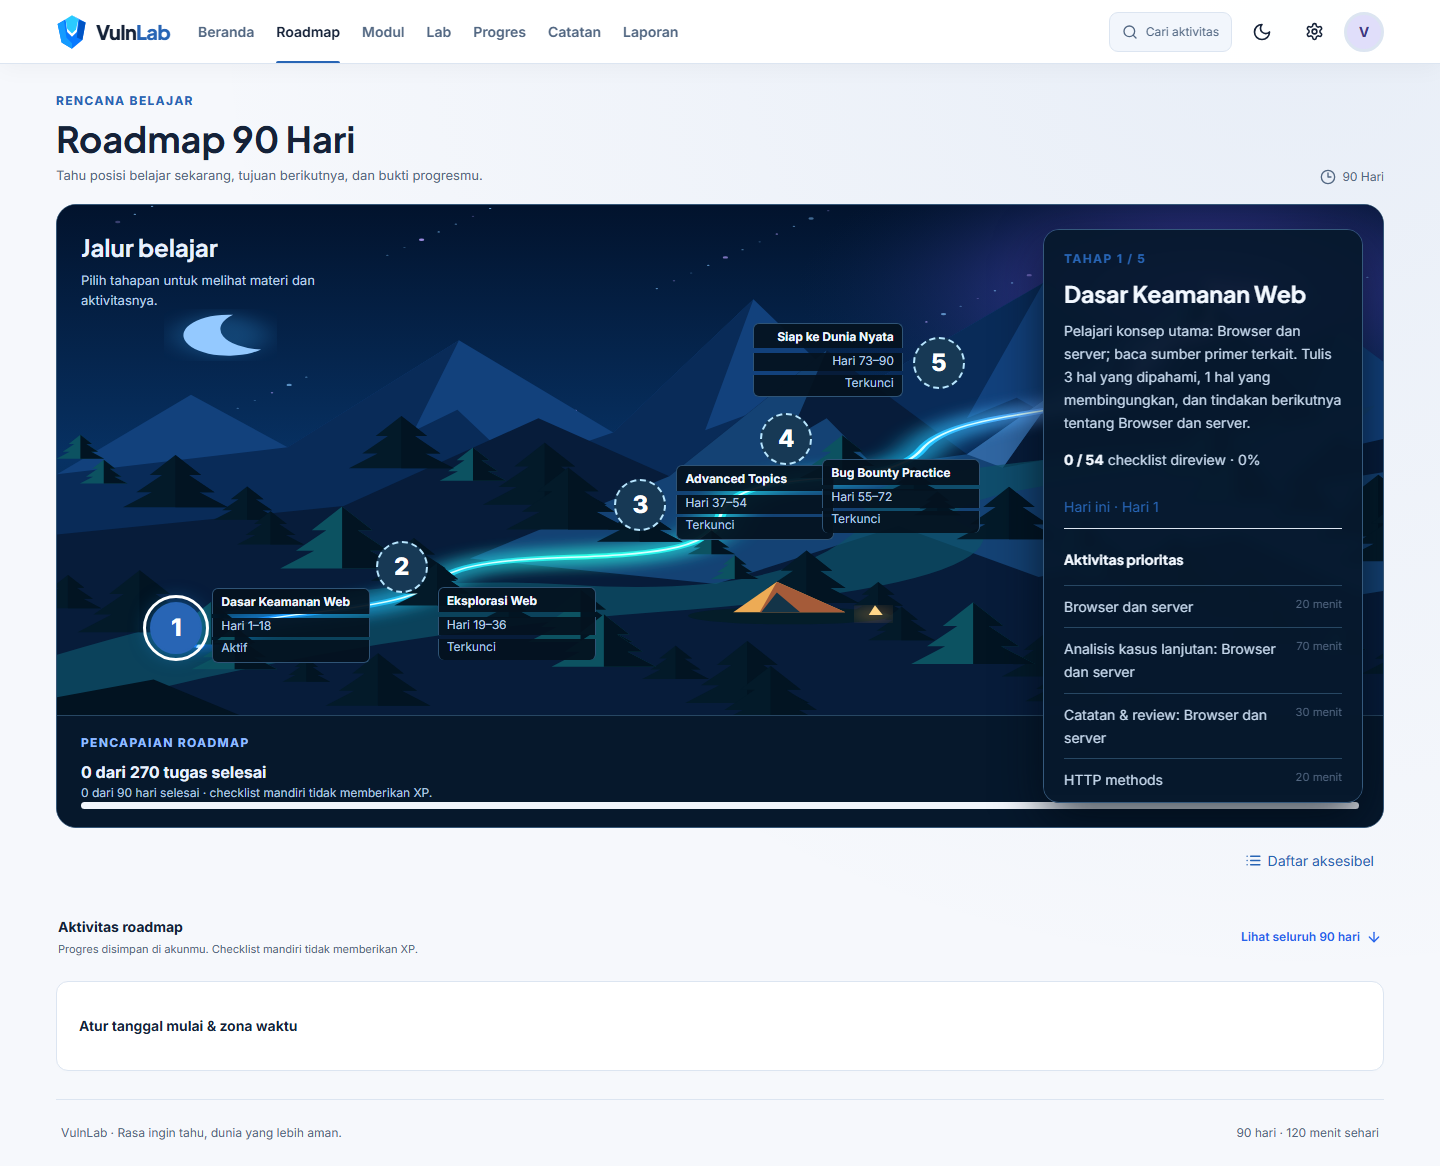 VulnLab
Beranda
Roadmap
Modul
Lab
Progres
Catatan
Laporan
Cari aktivitas
V
RENCANA BELAJAR
Roadmap 90 Hari
Tahu posisi belajar sekarang, tujuan berikutnya, dan bukti progresmu.
90 Hari
Jalur belajar
Pilih tahapan untuk melihat materi dan
aktivitasnya.
1
Dasar Keamanan Web
Hari 1–18
Aktif
2
Eksplorasi Web
Hari 19–36
Terkunci
3
Advanced Topics
Hari 37–54
Terkunci
4
Bug Bounty Practice
Hari 55–72
Terkunci
Siap ke Dunia Nyata
Hari 73–90
Terkunci
5
TAHAP 1 / 5
Dasar Keamanan Web
Pelajari konsep utama: Browser dan
server; baca sumber primer terkait. Tulis
3 hal yang dipahami, 1 hal yang
membingungkan, dan tindakan berikutnya
tentang Browser dan server.
0 / 54 checklist direview · 0%
Hari ini · Hari 1
Aktivitas prioritas
Browser dan server 20 menit
Analisis kasus lanjutan: Browser 70 menit
dan server
Catatan & review: Browser dan 30 menit
server
HTTP methods 20 menit
PENCAPAIAN ROADMAP
0 dari 270 tugas selesai
0 dari 90 hari selesai · checklist mandiri tidak memberikan XP.
Daftar aksesibel
Aktivitas roadmap
Progres disimpan di akunmu. Checklist mandiri tidak memberikan XP.
Lihat seluruh 90 hari
Atur tanggal mulai & zona waktu
VulnLab · Rasa ingin tahu, dunia yang lebih aman.
90 hari · 120 menit sehari